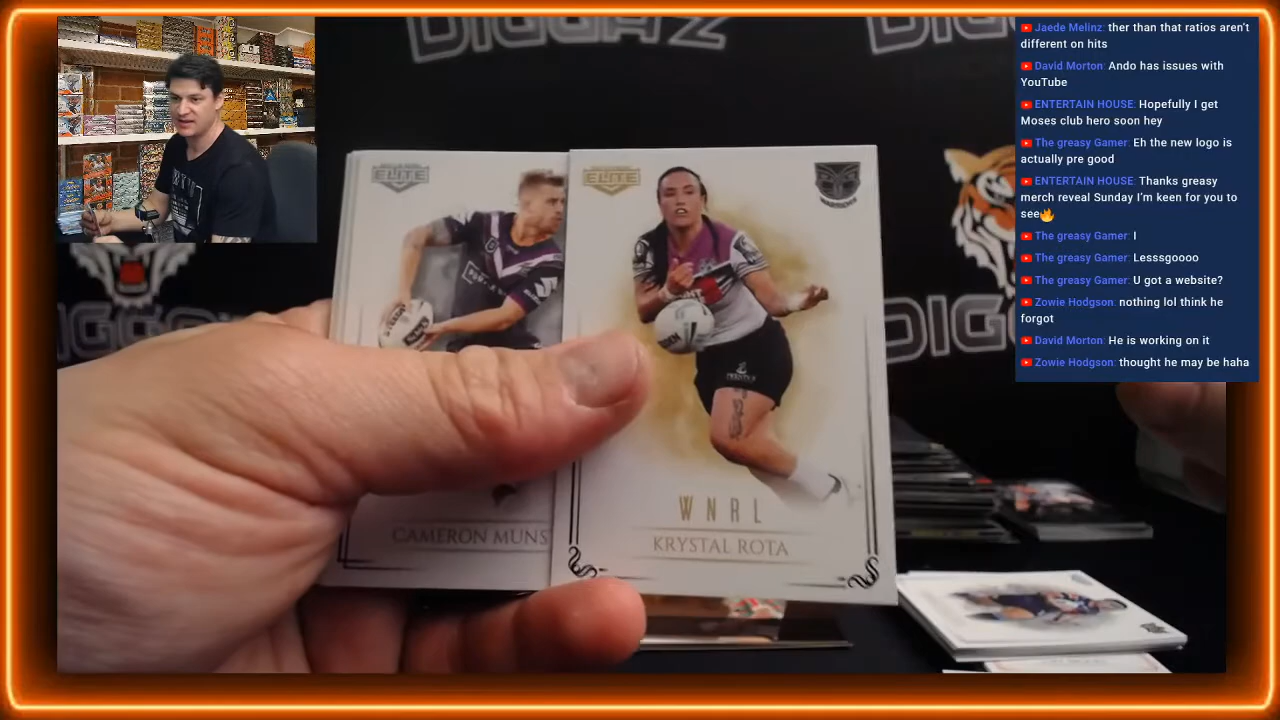 DIGGAZ
Jaede Melinz: ther than that ratios aren't
different on hits
David Morton: Ando has issues with
YouTube
ENTERTAIN HOUSE: Hopefully I get
Moses club hero soon hey
The greasy Gamer: Eh the new logo is
actually pre good
ENTERTAIN HOUSE: Thanks greasy
merch reveal Sunday I'm keen for you to
see🔥
The greasy Gamer: I
The greasy Gamer: Lesssgoooo
The greasy Gamer: U got a website?
Zowie Hodgson: nothing lol think he
forgot
David Morton: He is working on it
Zowie Hodgson: thought he may be haha
ELITE
CAMERON MUNS
ELITE
WARRIORS
WNRL
KRYSTAL ROTA
DIGG